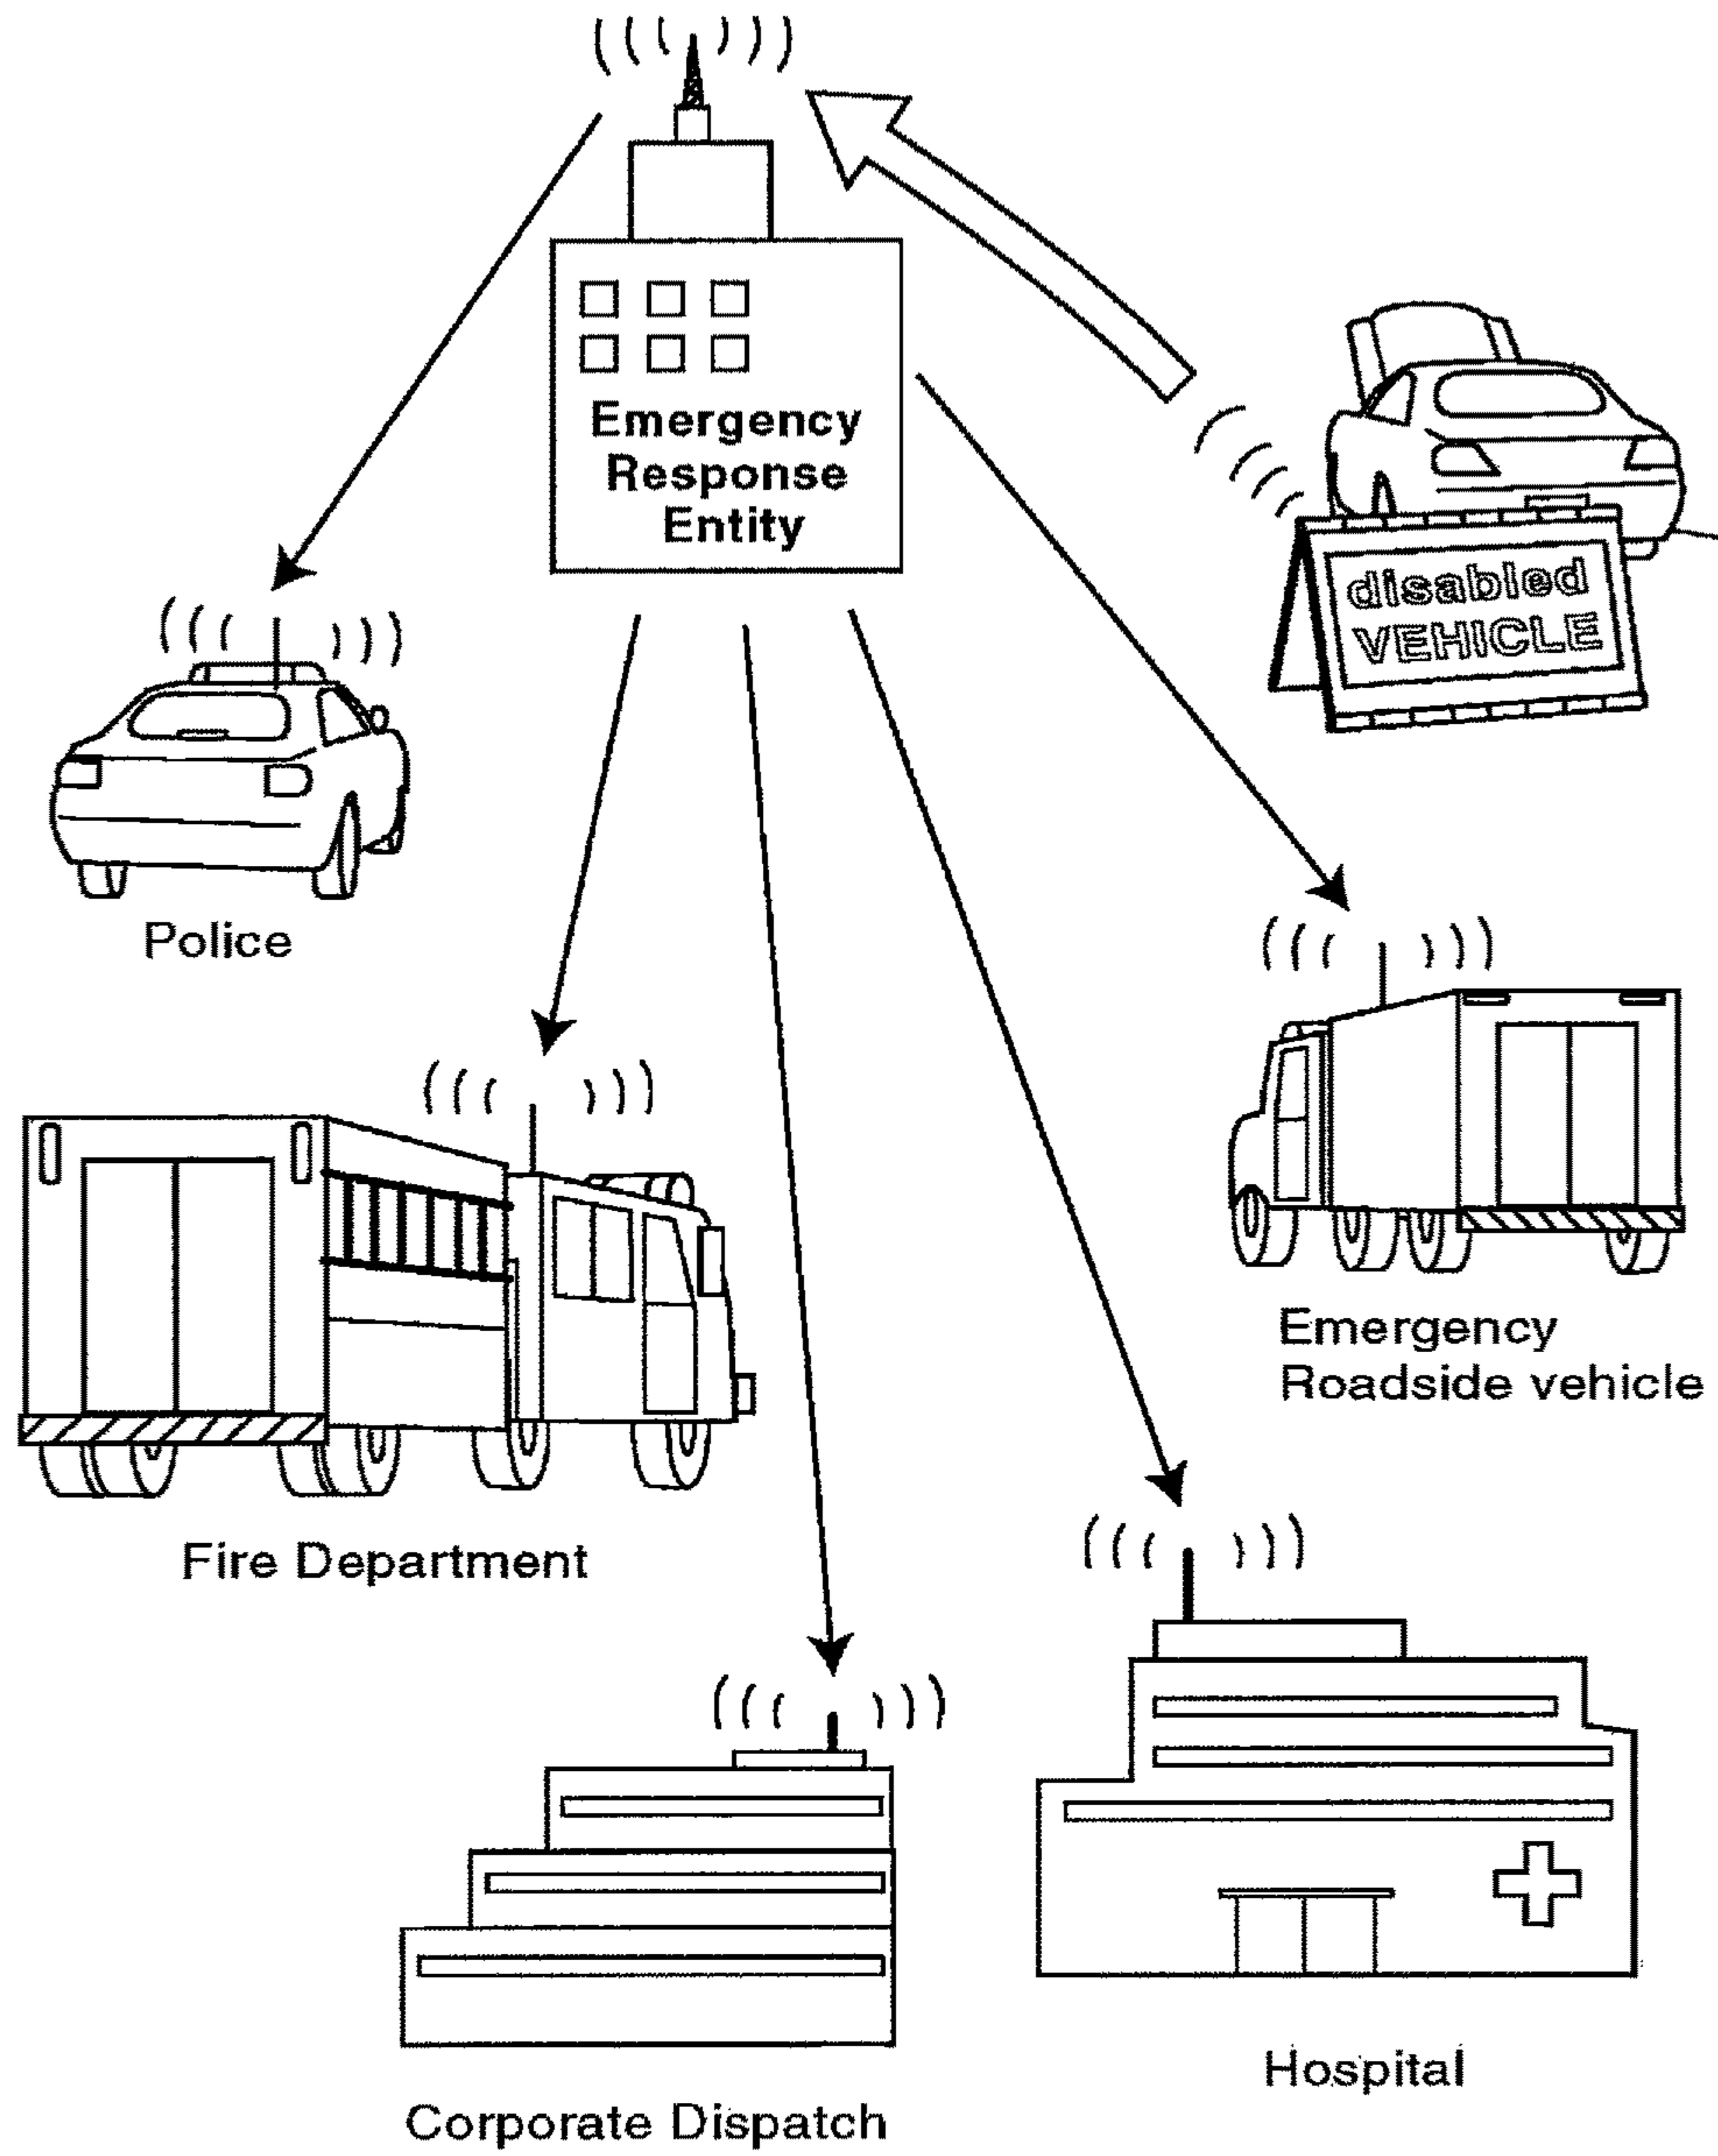 Emergency
Response
Entity
disabled
VEHICLE
Police
Emergency
Roadside vehicle
Fire Department
Hospital
Corporate Dispatch